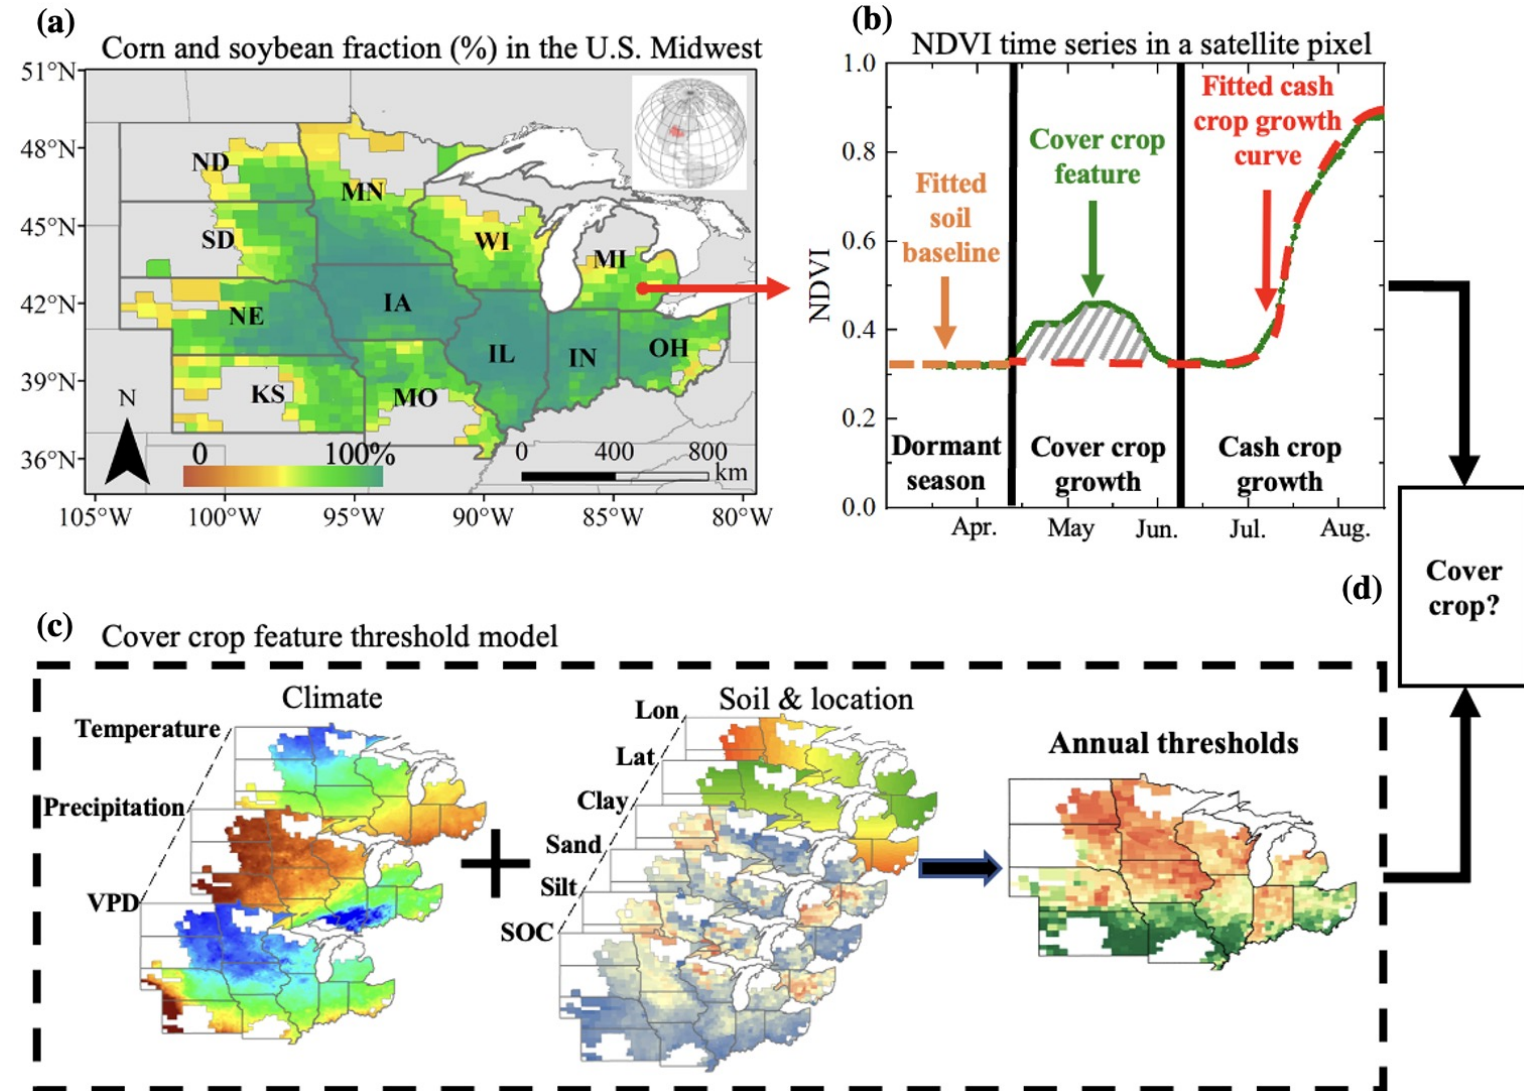 (a)
Corn and soybean fraction (%) in the U.S. Midwest
51°N
48°N
45°N
42°N
39°N
36°N
105°W
100°W
95°W
90°W
85°W
80°W
ND
MN
SD
WI
MI
NE
IA
IL
IN
OH
KS
MO
N
0
100%
0
400
800
km
(b)
NDVI time series in a satellite pixel
NDVI
1.0
0.8
0.6
0.4
0.2
0.0
Fitted
soil
baseline
Cover crop
feature
Fitted cash
crop growth
curve
Dormant
season
Cover crop
growth
Cash crop
growth
Apr.
May
Jun.
Jul.
Aug.
(c)
Cover crop feature threshold model
Climate
Temperature
Precipitation
VPD
Soil & location
Lon
Lat
Clay
Sand
Silt
SOC
Annual thresholds
(d)
Cover
crop?